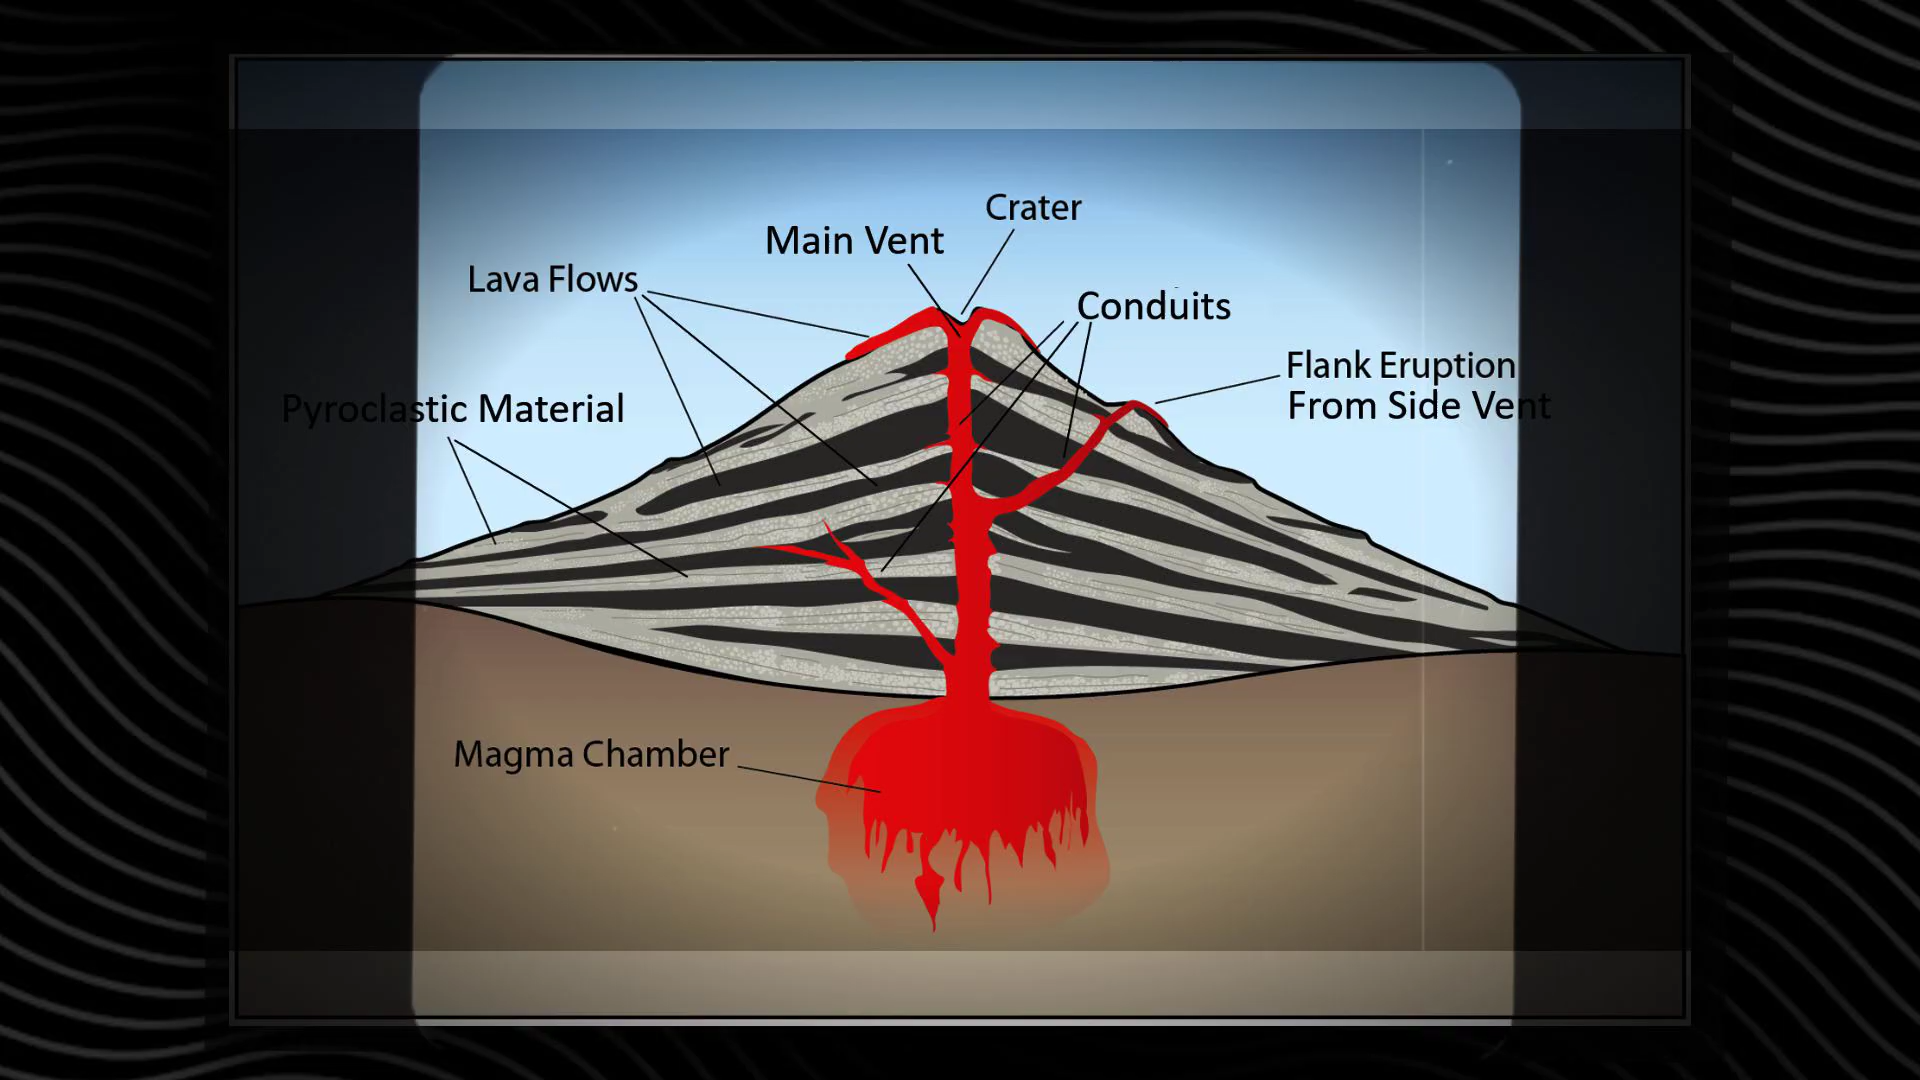 Crater
Main Vent
Lava Flows
Conduits
Flank Eruption
From Side Vent
Pyroclastic Material
Magma Chamber